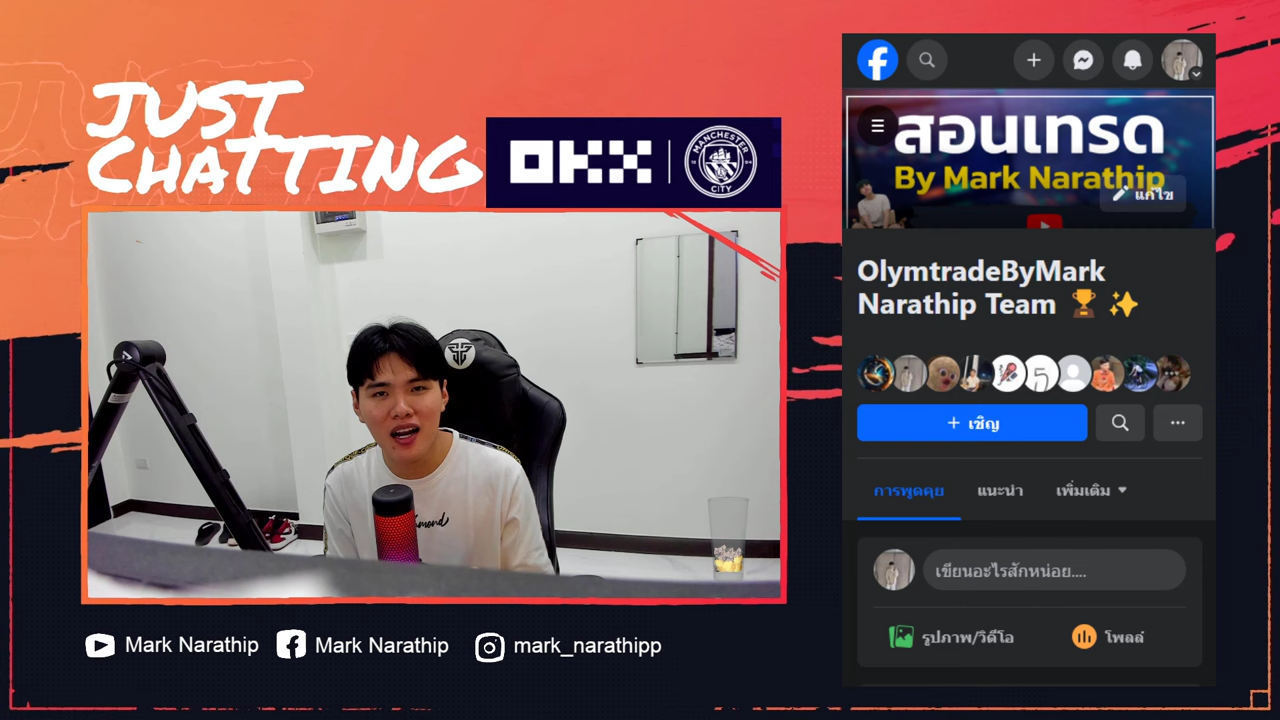 JUST
CHATTING
OKX
MANCHESTER
CITY
Mark Narathip
Mark Narathip
mark_narathipp
สอนเทรด
By Mark Narathip
แก้ไข
OlymtradeByMark
Narathip Team
+ เชิญ
การพูดคุย
แนะนำ
เพิ่มเติม
เขียนอะไรสักหน่อย....
รูปภาพ/วิดีโอ
โพลล์